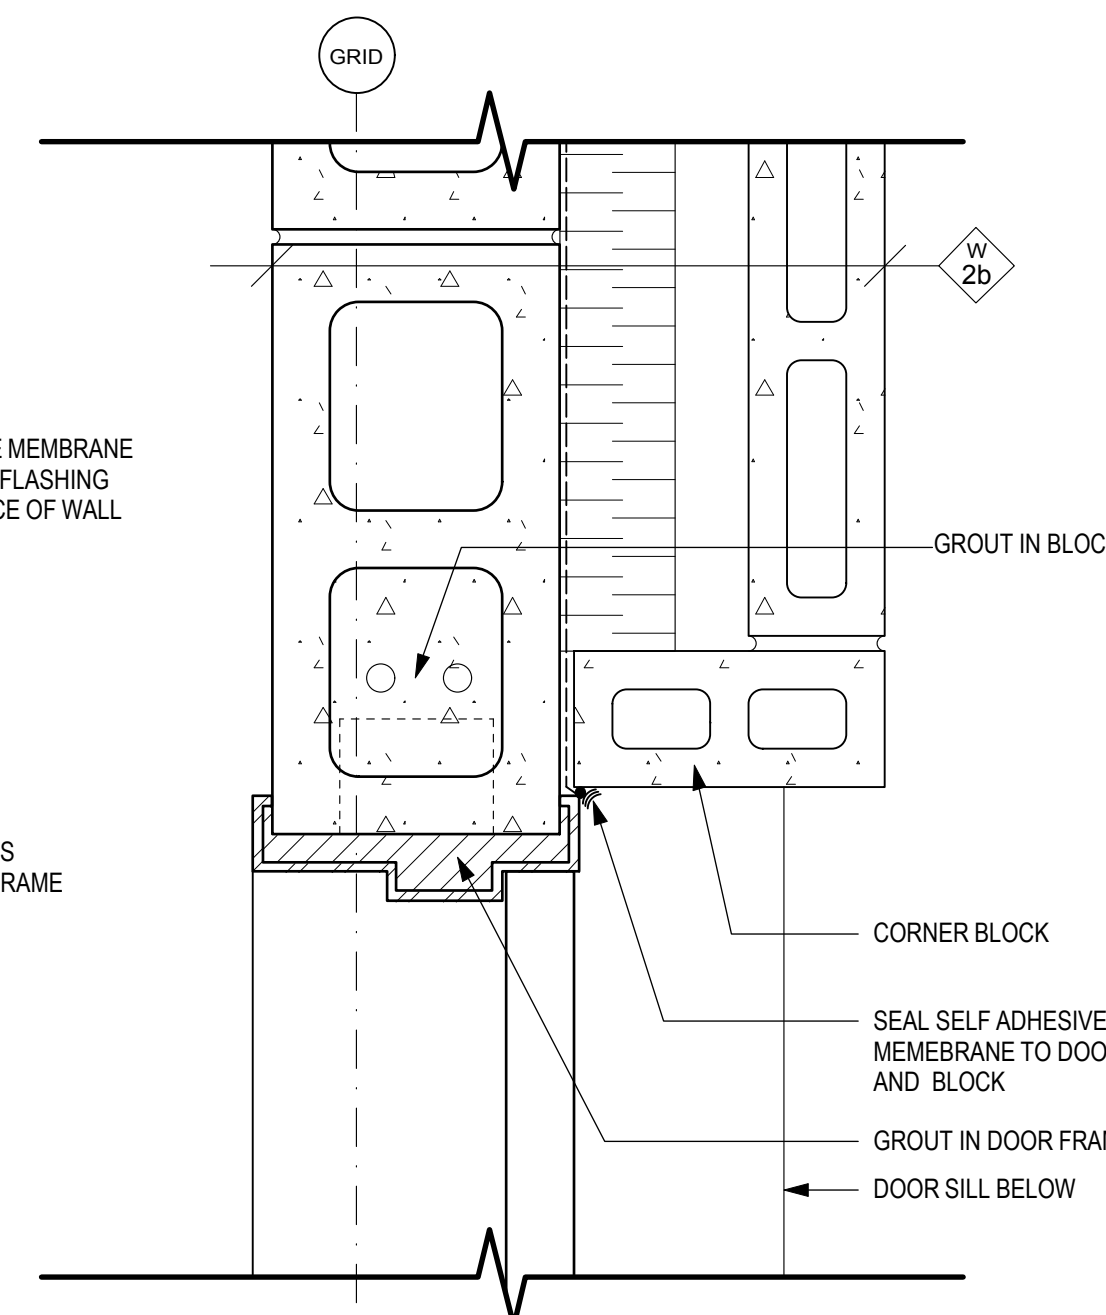 GRID
W
2b
E MEMBRANE
FLASHING
CE OF WALL
GROUT IN BLOC
S
RAME
CORNER BLOCK
SEAL SELF ADHESIVE
MEMEBRANE TO DOO
AND BLOCK
GROUT IN DOOR FRAM
DOOR SILL BELOW